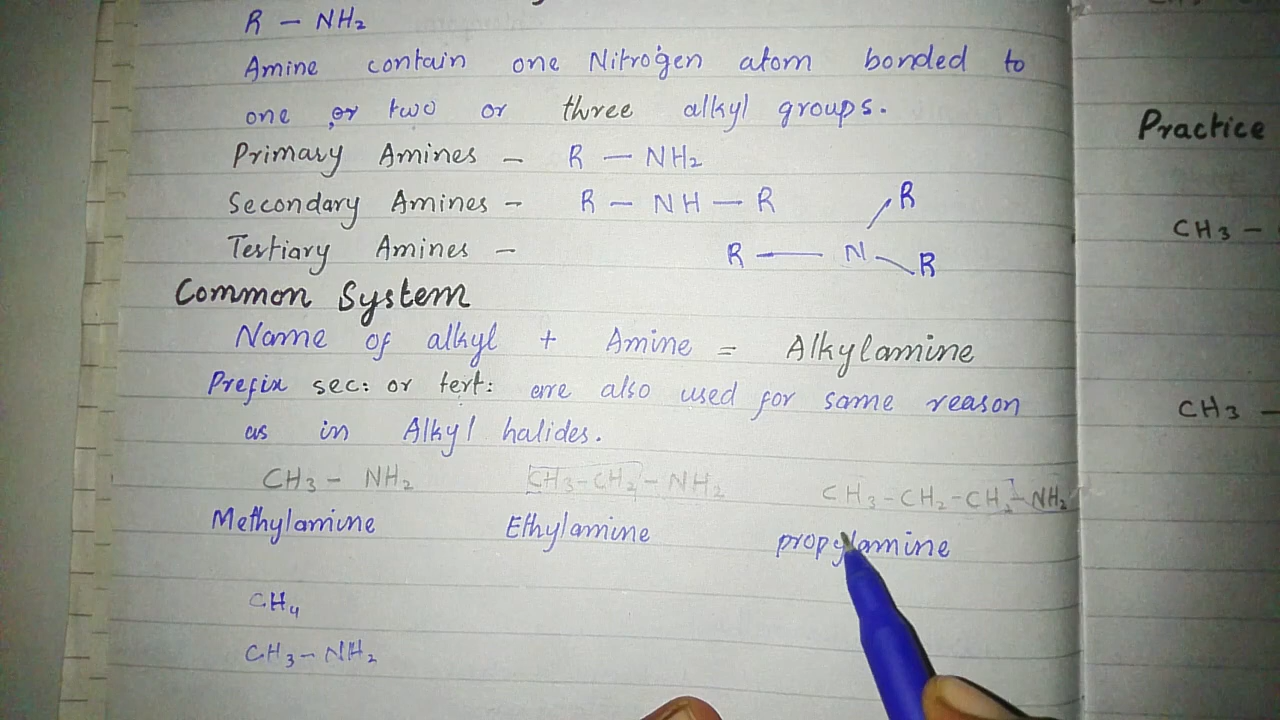 R — NH₂
Amine contain one Nitrogen atom bonded to
one or two or three alkyl groups.
Primary Amines – R — NH₂
Secondary Amines – R — NH — R
R
Tertiary Amines – R — N — R
Common System
Name of alkyl + Amine = Alkylamine
Prefix sec: or tert: are also used for same reason
as in Alkyl halides.
CH₃ – NH₂ CH₃-CH₂-NH₂ CH₃-CH₂-CH₂-NH₂
Methylamine Ethylamine propylamine
CH₄
CH₃-NH₂
Practice
CH₃ –
CH₃ –